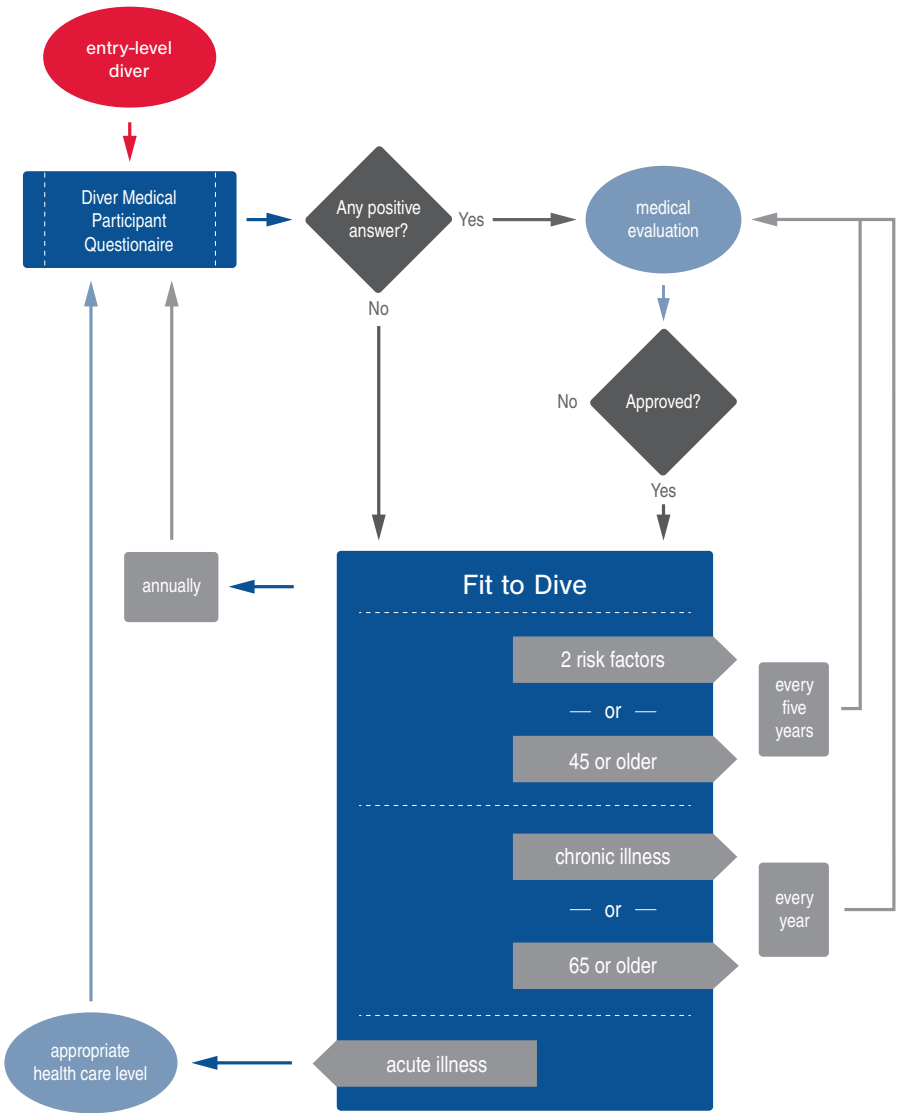 entry-level
diver
Diver Medical
Participant
Questionaire
Any positive
answer?
Yes
No
medical
evaluation
Approved?
No
Yes
annually
Fit to Dive
2 risk factors
or
45 or older
every
five
years
chronic illness
or
65 or older
every
year
acute illness
appropriate
health care level